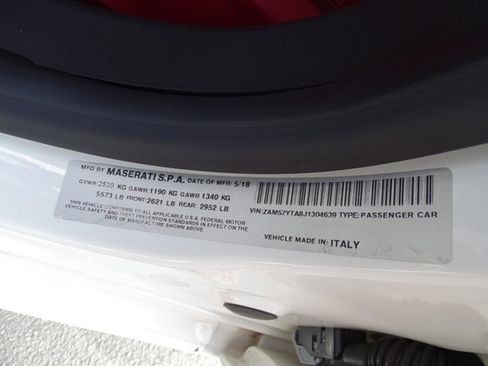 MFD BY MASERATI S.P.A. DATE OF MFR: 5/18
GVWR: 2530 KG GAWR: 1190 KG GAWR 1340 KG
5573 LB FRONT: 2621 LB REAR: 2952 LB
THIS VEHICLE CONFORMS TO ALL APPLICABLE U.S.A. FEDERAL MOTOR
VEHICLE SAFETY AND THEFT PREVENTION STANDARDS IN EFFECT ON THE
DATE OF MANUFACTURE SHOWN ABOVE
VIN: ZAM57YTA8J1304639 TYPE: PASSENGER CAR
VEHICLE MADE IN: ITALY